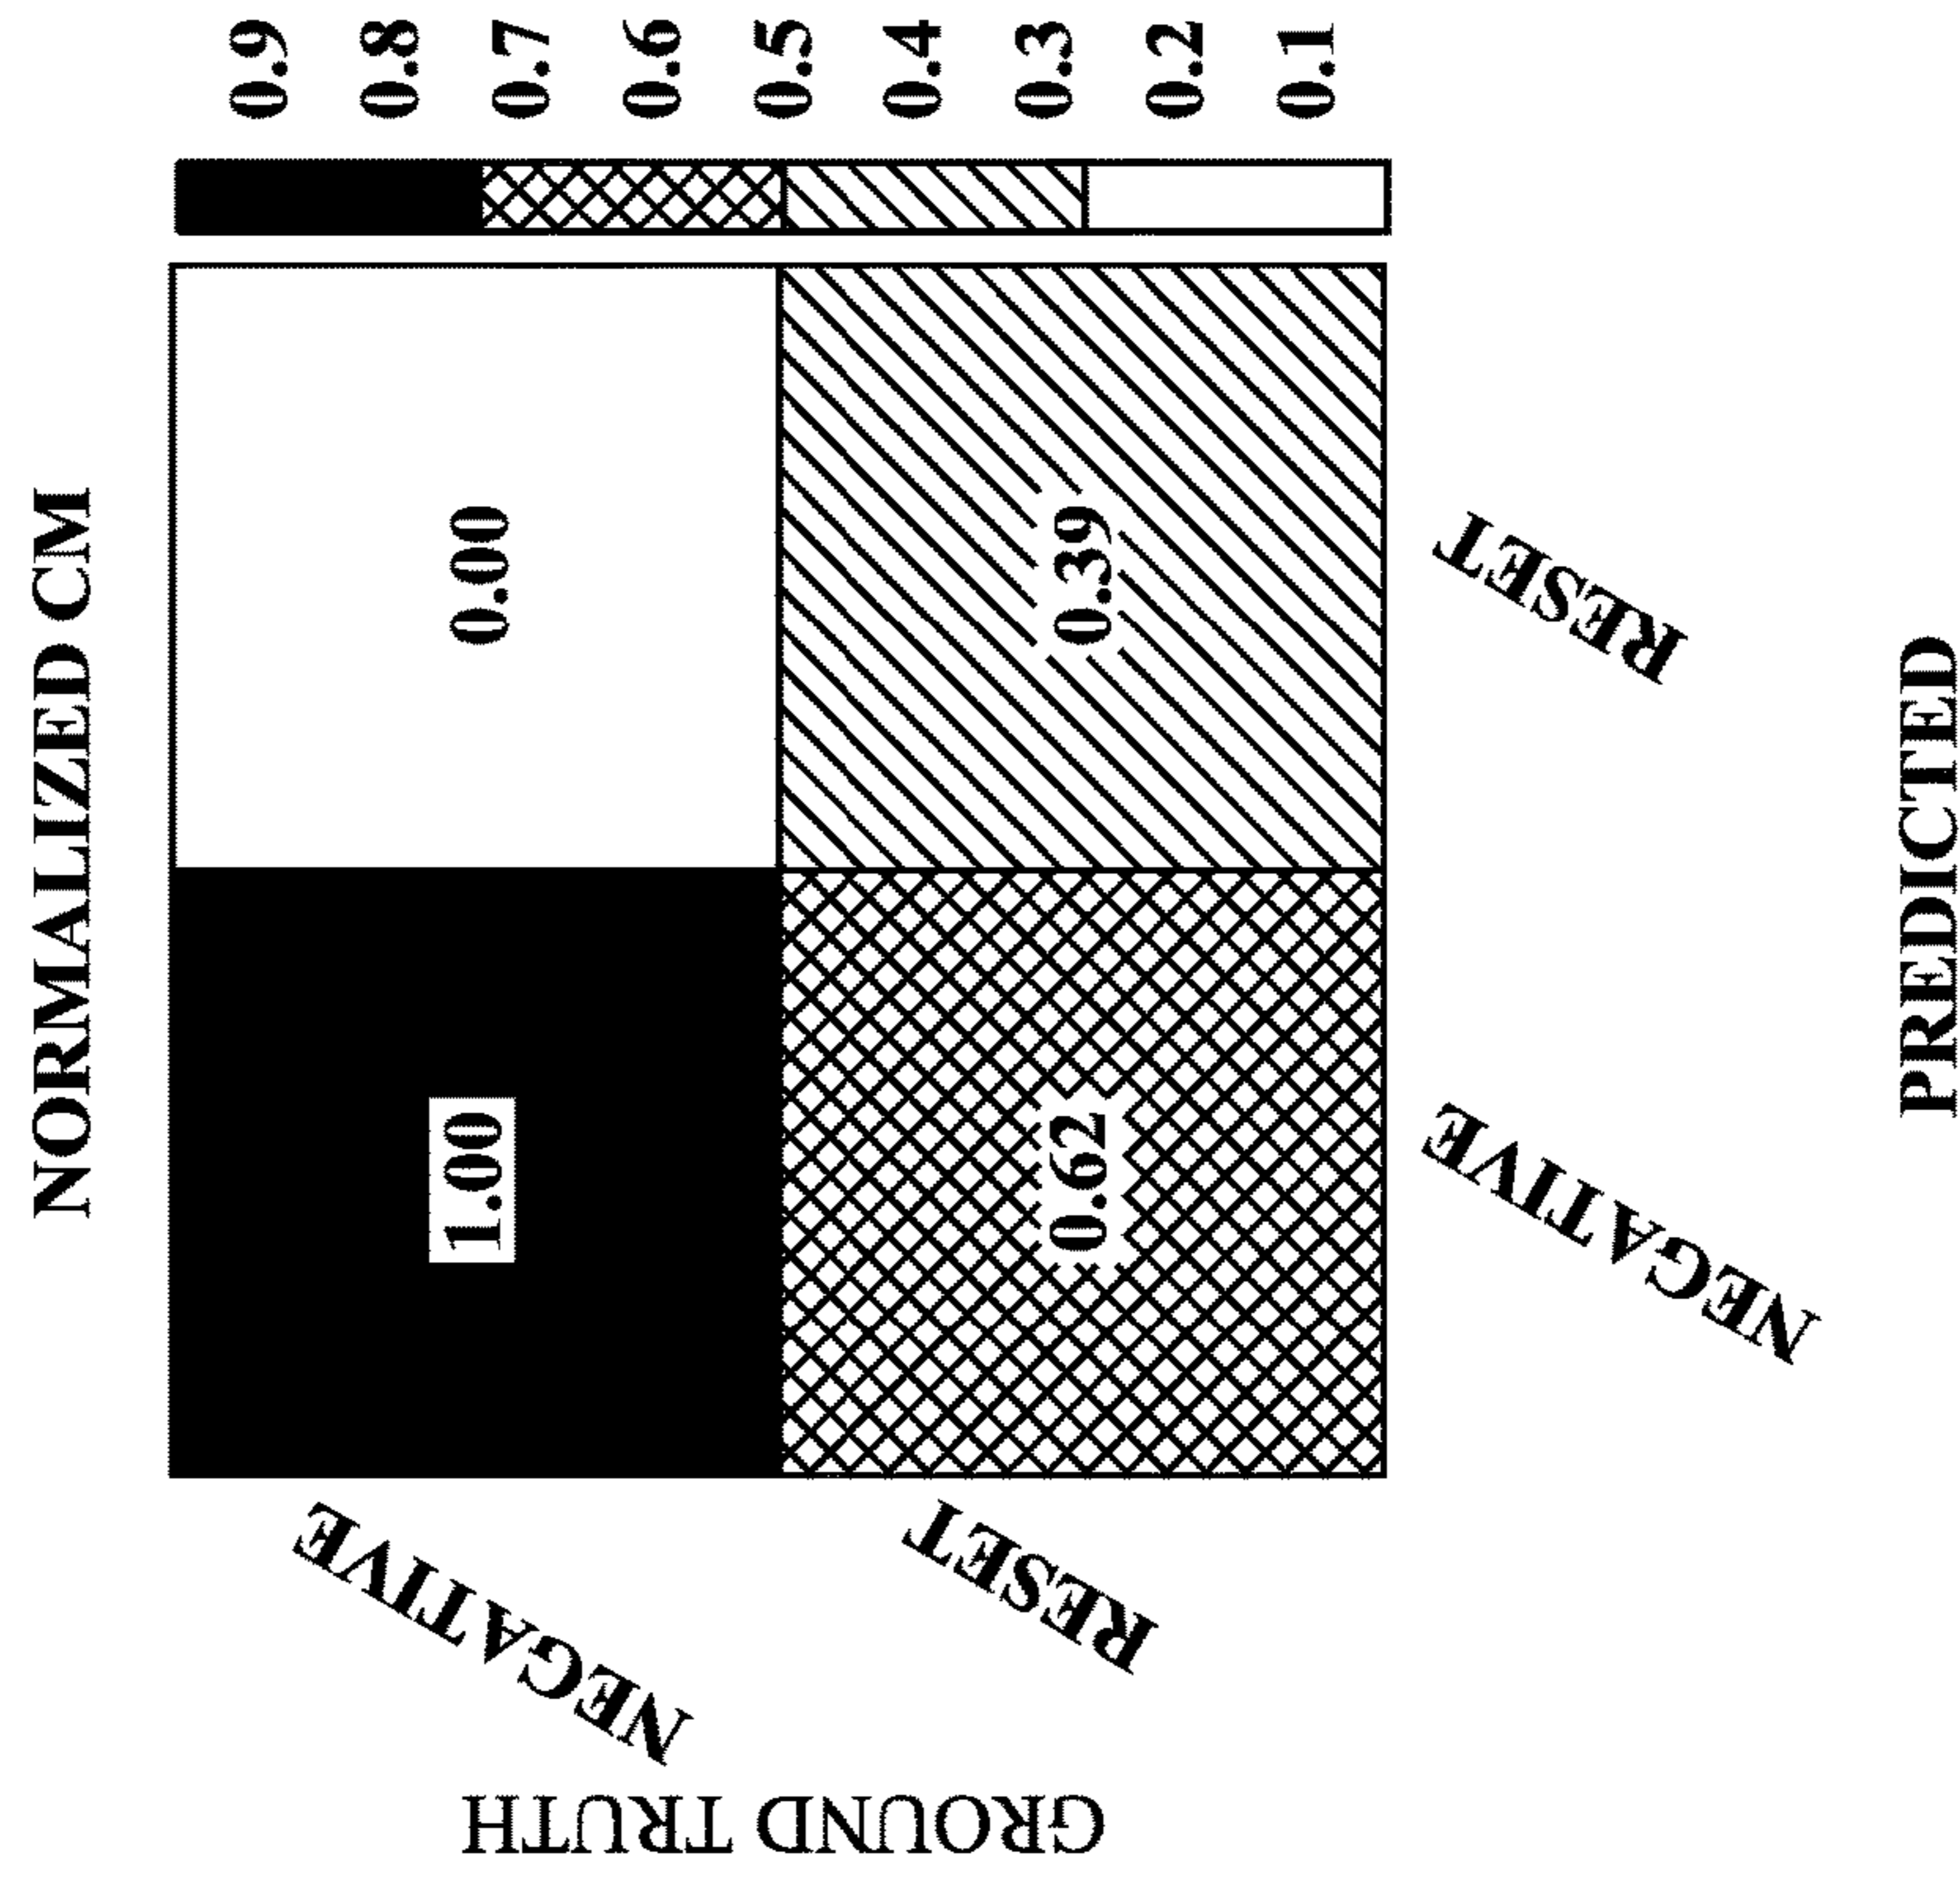 NORMALIZED CM
GROUND TRUTH
NEGATIVE
1.00
0.00
RESET
0.62
0.39
NEGATIVE
RESET
PREDICTED
0.9
0.8
0.7
0.6
0.5
0.4
0.3
0.2
0.1